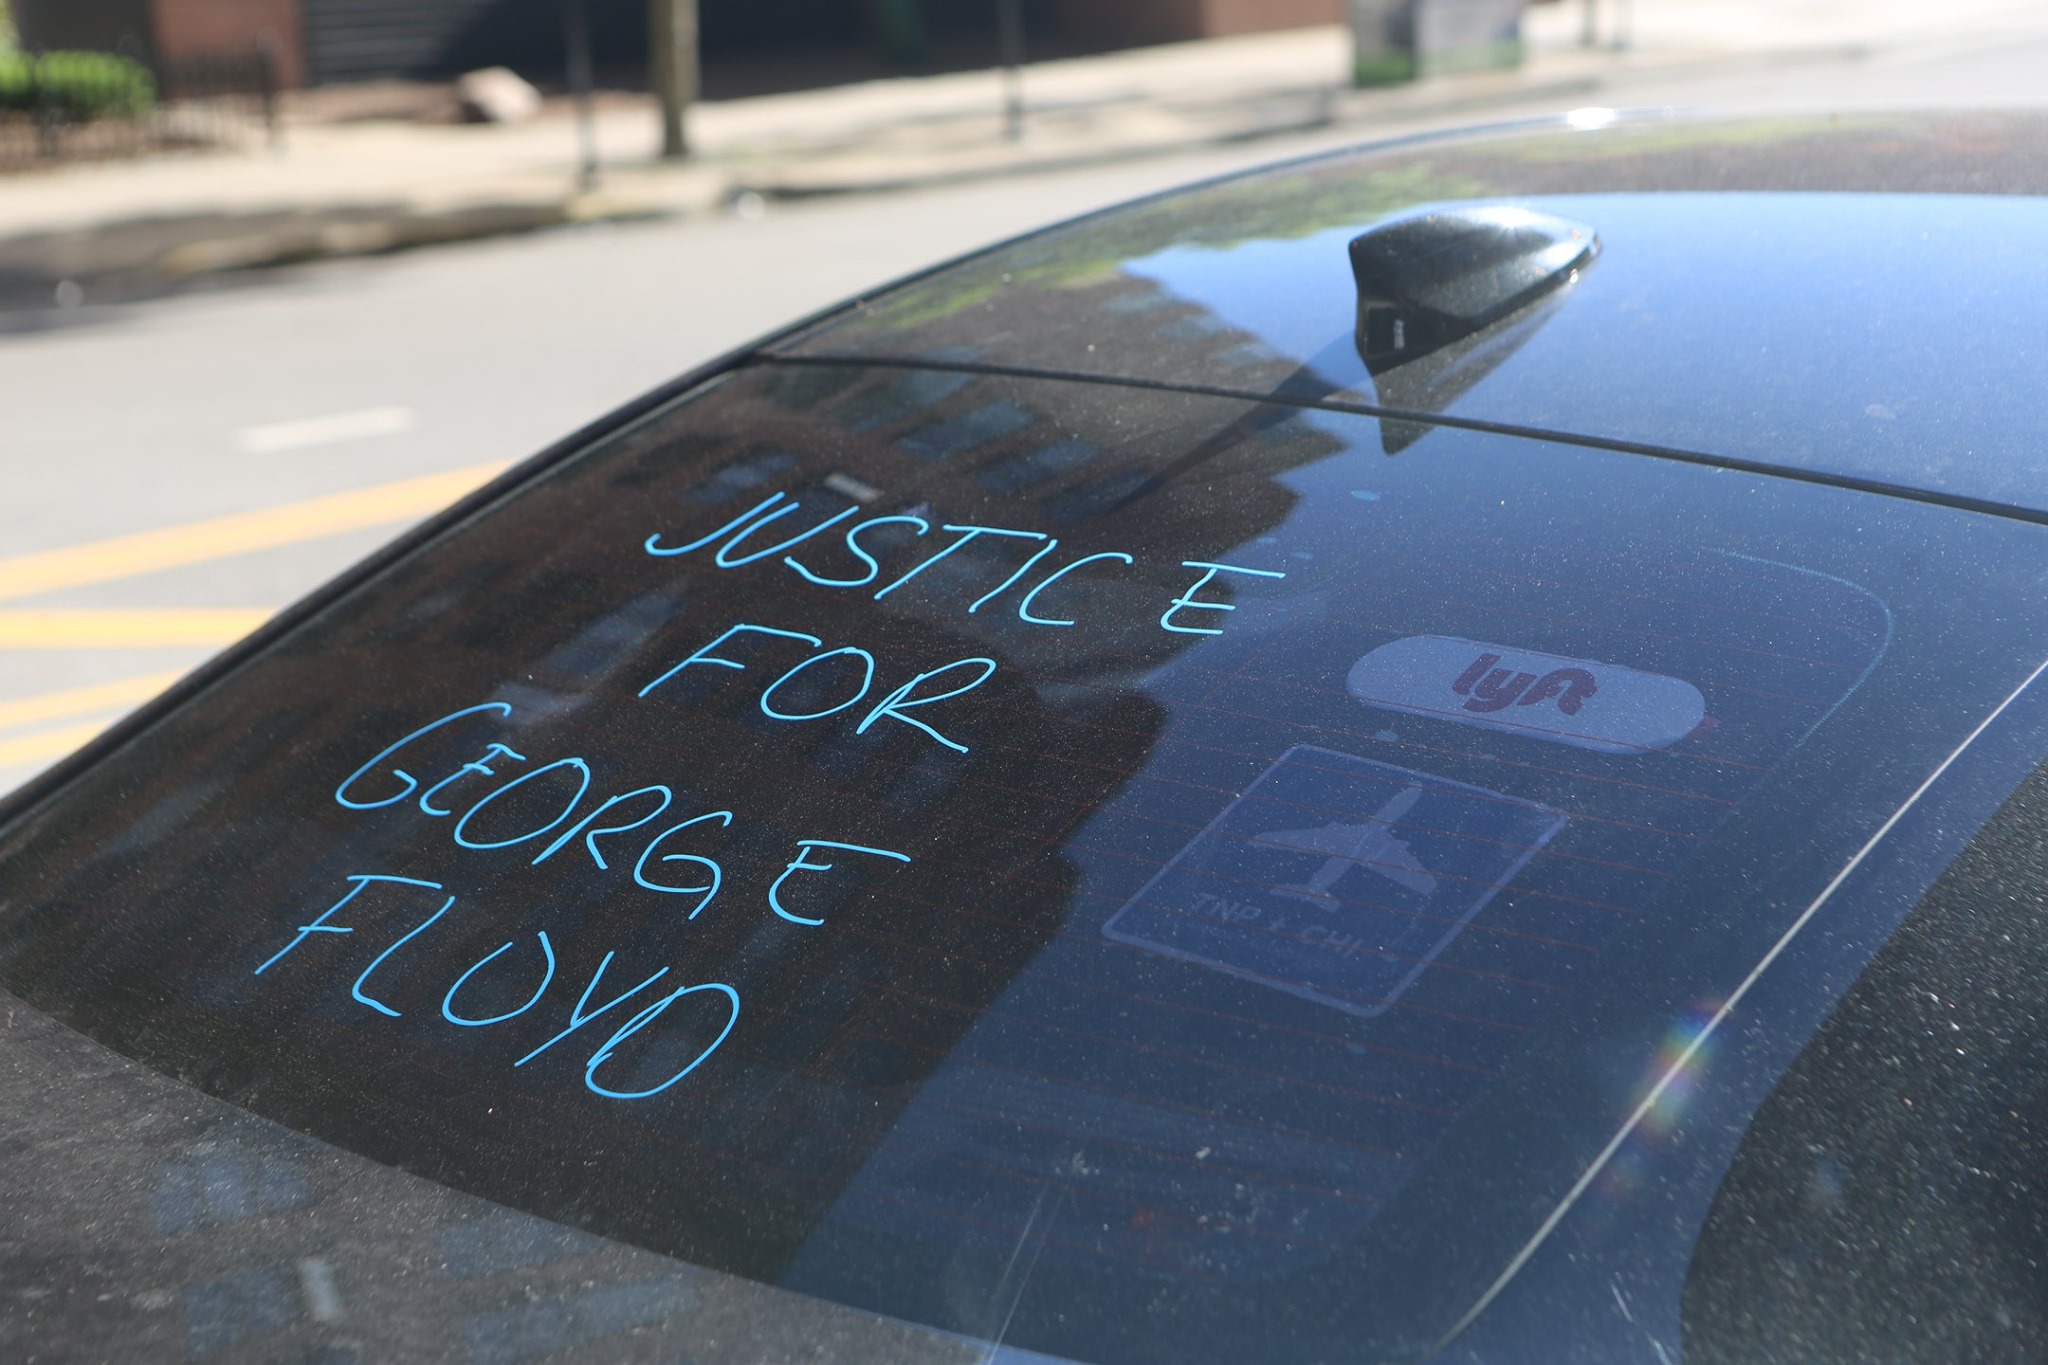 JUSTICE
FOR
GEORGE
FLOYD
lyft
TNP + CHI